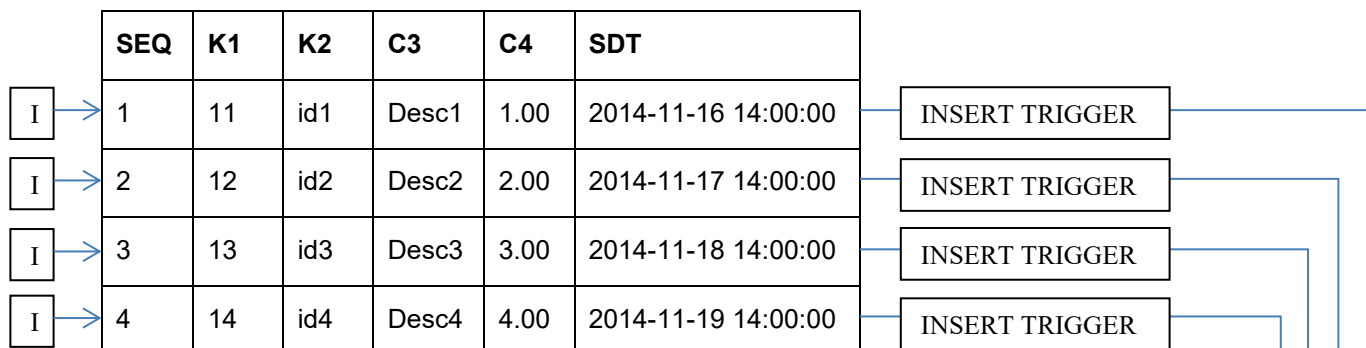 SEQ K1 K2 C3 C4 SDT
I 1 11 id1 Desc1 1.00 2014-11-16 14:00:00 INSERT TRIGGER
I 2 12 id2 Desc2 2.00 2014-11-17 14:00:00 INSERT TRIGGER
I 3 13 id3 Desc3 3.00 2014-11-18 14:00:00 INSERT TRIGGER
I 4 14 id4 Desc4 4.00 2014-11-19 14:00:00 INSERT TRIGGER